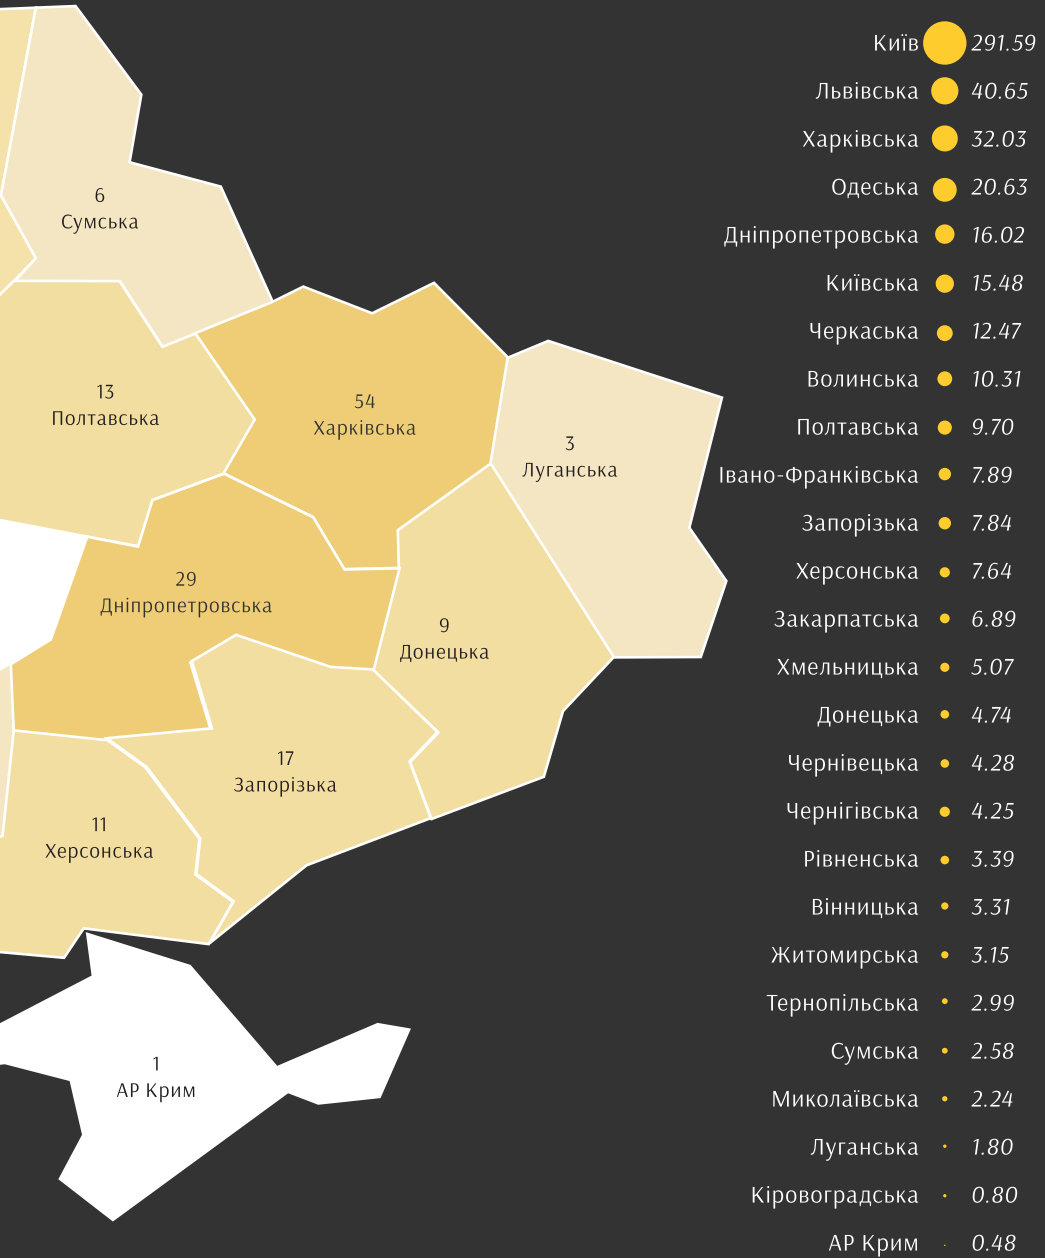 6
Сумська
13
Полтавська
54
Харківська
3
Луганська
29
Дніпропетровська
9
Донецька
17
Запорізька
11
Херсонська
1
АР Крим
Київ 291.59
Львівська 40.65
Харківська 32.03
Одеська 20.63
Дніпропетровська 16.02
Київська 15.48
Черкаська 12.47
Волинська 10.31
Полтавська 9.70
Івано-Франківська 7.89
Запорізька 7.84
Херсонська 7.64
Закарпатська 6.89
Хмельницька 5.07
Донецька 4.74
Чернівецька 4.28
Чернігівська 4.25
Рівненська 3.39
Вінницька 3.31
Житомирська 3.15
Тернопільська 2.99
Сумська 2.58
Миколаївська 2.24
Луганська 1.80
Кіровоградська 0.80
АР Крим 0.48